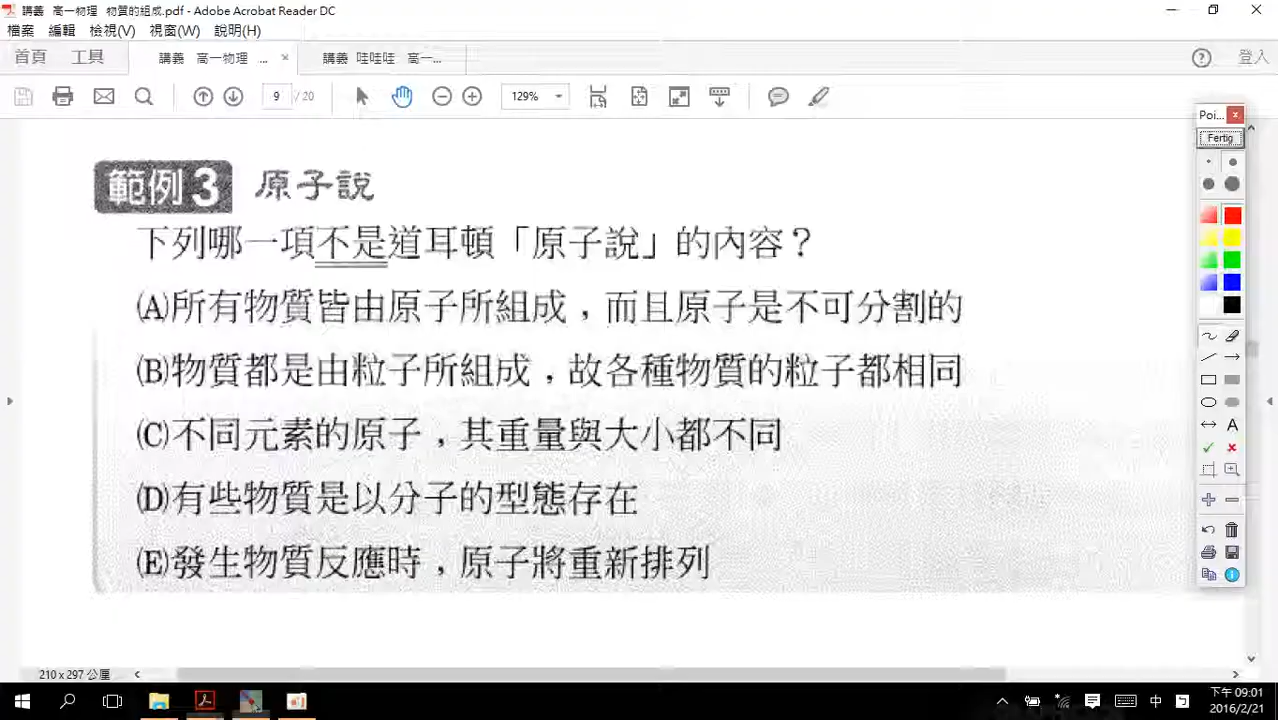 講義 高一物理 物質的組成.pdf - Adobe Acrobat Reader DC
檔案 編輯 檢視(V) 視窗(W) 說明(H)
首頁 工具 講義 高一物理 ... × 講義 哇哇哇 高一... ? 登入
9 / 20 129%
Poi... x
Fertig
範例3 原子說
下列哪一項不是道耳頓「原子說」的內容？
(A)所有物質皆由原子所組成，而且原子是不可分割的
(B)物質都是由粒子所組成，故各種物質的粒子都相同
(C)不同元素的原子，其重量與大小都不同
(D)有些物質是以分子的型態存在
(E)發生物質反應時，原子將重新排列
A
210 x 297 公厘
中 下午 09:01
2016/2/21